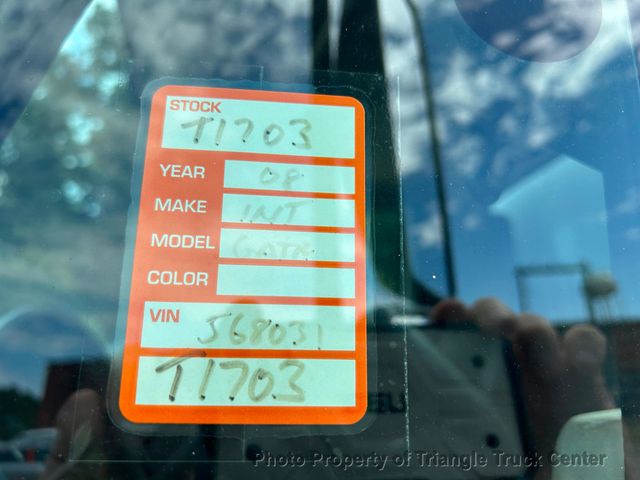 STOCK
T1703
YEAR 08
MAKE INT
MODEL
COLOR
VIN J68031
T1703
Photo Property of Triangle Truck Center